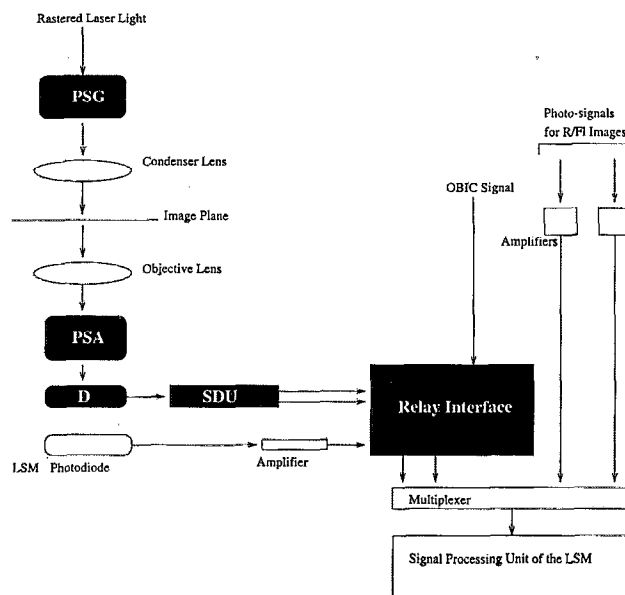 Rastered Laser Light
PSG
Condenser Lens
Image Plane
Objective Lens
PSA
D
SDU
LSM Photodiode
Amplifier
OBIC Signal
Photo-signals
for R/Fl Images
Amplifiers
Relay Interface
Multiplexer
Signal Processing Unit of the LSM